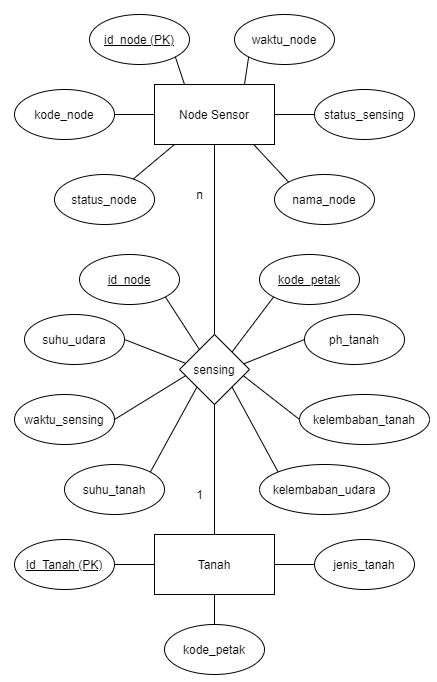 id_node (PK)
waktu_node
kode_node
Node Sensor
status_sensing
status_node
n
nama_node
id_node
kode_petak
suhu_udara
ph_tanah
sensing
waktu_sensing
kelembaban_tanah
suhu_tanah
1
kelembaban_udara
Id_Tanah (PK)
Tanah
jenis_tanah
kode_petak